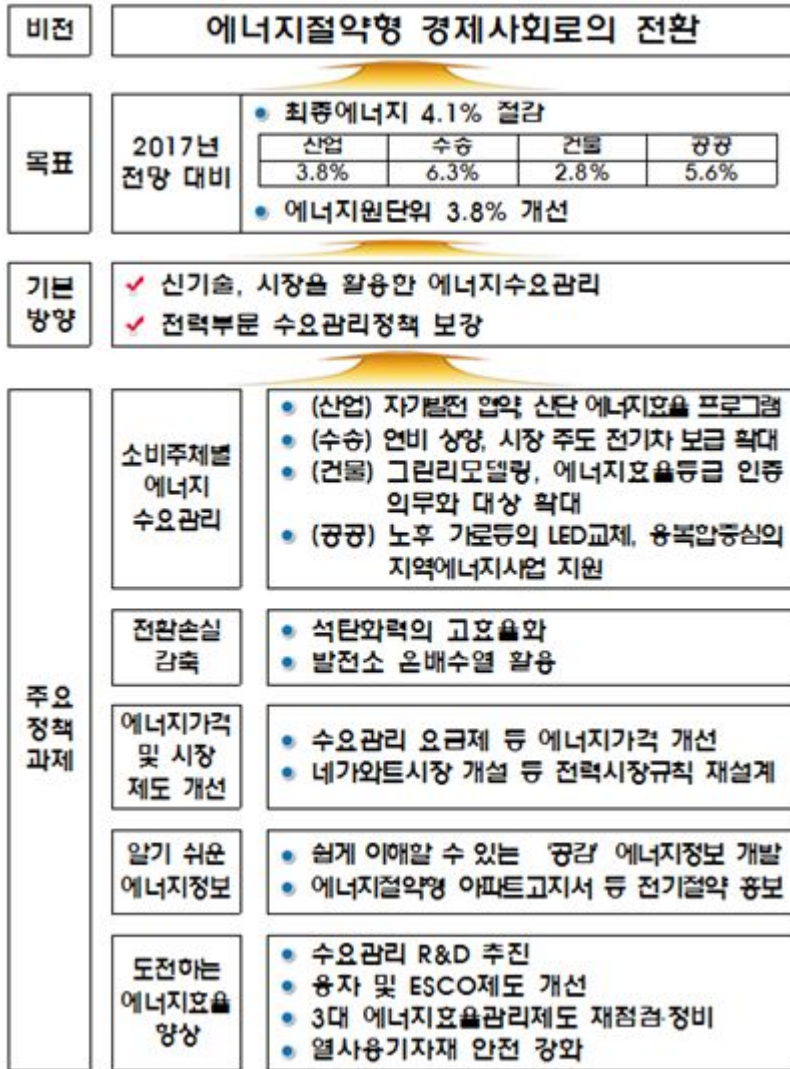 비전
에너지절약형 경제사회로의 전환
목표
2017년
전망 대비
최종에너지 4.1% 절감
산업 수송 건물 공공
3.8% 6.3% 2.8% 5.6%
에너지원단위 3.8% 개선
기본
방향
신기술, 시장을 활용한 에너지수요관리
전력부문 수요관리정책 보강
주요
정책
과제
소비주체별
에너지
수요관리
(산업) 자기발전 협약, 산단 에너지효율 프로그램
(수송) 연비 상향, 시장 주도 전기차 보급 확대
(건물) 그린리모델링, 에너지효율등급 인증
의무화 대상 확대
(공공) 노후 가로등의 LED교체, 융복합중심의
지역에너지사업 지원
전환손실
감축
석탄화력의 고효율화
발전소 온배수열 활용
에너지가격
및 시장
제도 개선
수요관리 요금제 등 에너지가격 개선
네가와트시장 개설 등 전력시장규칙 재설계
알기 쉬운
에너지정보
쉽게 이해할 수 있는 '공감' 에너지정보 개발
에너지절약형 아파트고지서 등 전기절약 홍보
도전하는
에너지효율
향상
수요관리 R&D 추진
융자 및 ESCO제도 개선
3대 에너지효율관리제도 재점검·정비
열사용기자재 안전 강화